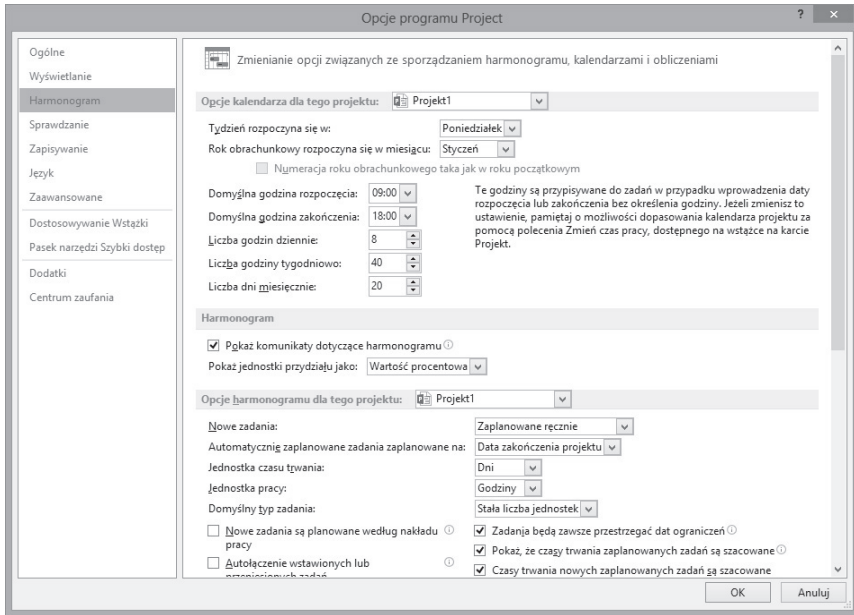 Opcje programu Project
? ×
Ogólne
Wyświetlanie
Harmonogram
Sprawdzanie
Zapisywanie
Język
Zaawansowane
Dostosowywanie Wstążki
Pasek narzędzi Szybki dostęp
Dodatki
Centrum zaufania
Zmienianie opcji związanych ze sporządzaniem harmonogramu, kalendarzami i obliczeniami
Opcje kalendarza dla tego projektu: Projekt1
Tydzień rozpoczyna się w: Poniedziałek
Rok obrachunkowy rozpoczyna się w miesiącu: Styczeń
Numeracja roku obrachunkowego taka jak w roku początkowym
Domyślna godzina rozpoczęcia: 09:00
Domyślna godzina zakończenia: 18:00
Liczba godzin dziennie: 8
Liczba godziny tygodniowo: 40
Liczba dni miesięcznie: 20
Te godziny są przypisywane do zadań w przypadku wprowadzenia daty
rozpoczęcia lub zakończenia bez określenia godziny. Jeżeli zmienisz to
ustawienie, pamiętaj o możliwości dopasowania kalendarza projektu za
pomocą polecenia Zmień czas pracy, dostępnego na wstążce na karcie
Projekt.
Harmonogram
Pokaż komunikaty dotyczące harmonogramu
Pokaż jednostki przydziału jako: Wartość procentowa
Opcje harmonogramu dla tego projektu: Projekt1
Nowe zadania: Zaplanowane ręcznie
Automatycznie zaplanowane zadania zaplanowane na: Data zakończenia projektu
Jednostka czasu trwania: Dni
Jednostka pracy: Godziny
Domyślny typ zadania: Stała liczba jednostek
Nowe zadania są planowane według nakładu
pracy
Autołączenie wstawionych lub
przeniesionych zadań
Zadania będą zawsze przestrzegać dat ograniczeń
Pokaż, że czasy trwania zaplanowanych zadań są szacowane
Czasy trwania nowych zaplanowanych zadań są szacowane
OK Anuluj